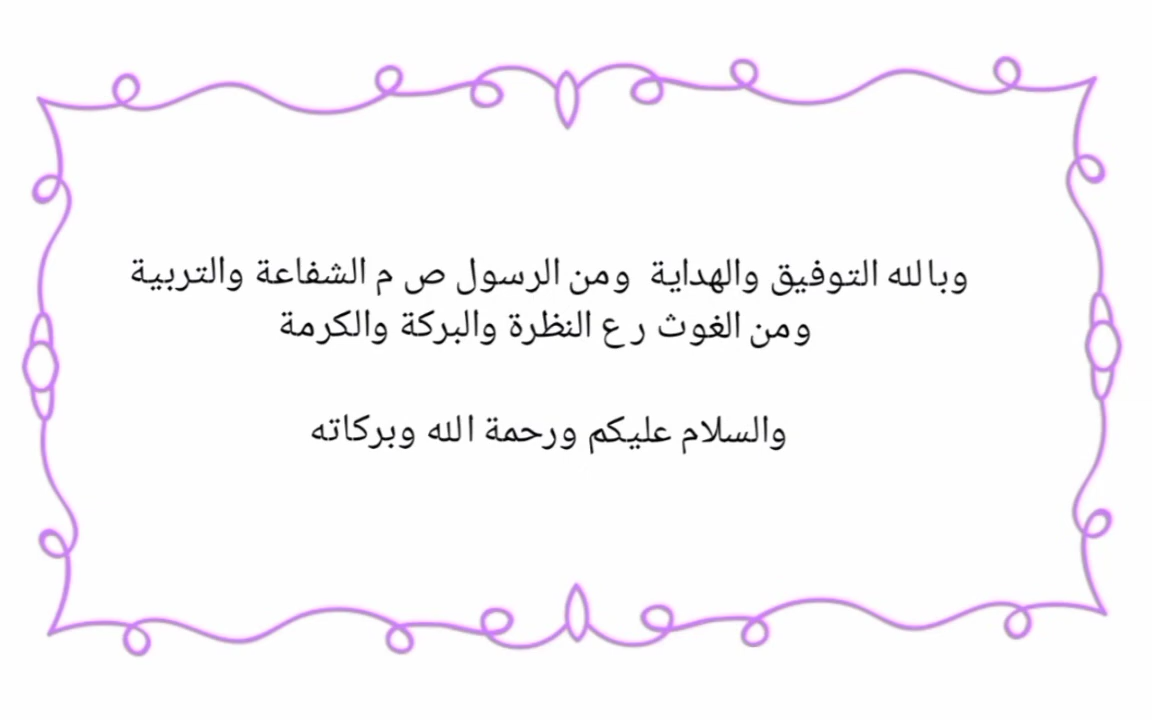 وبالله التوفيق والهداية ومن الرسول ص م الشفاعة والتربية
ومن الغوث ر ع النظرة والبركة والكرمة
والسلام عليكم ورحمة الله وبركاته